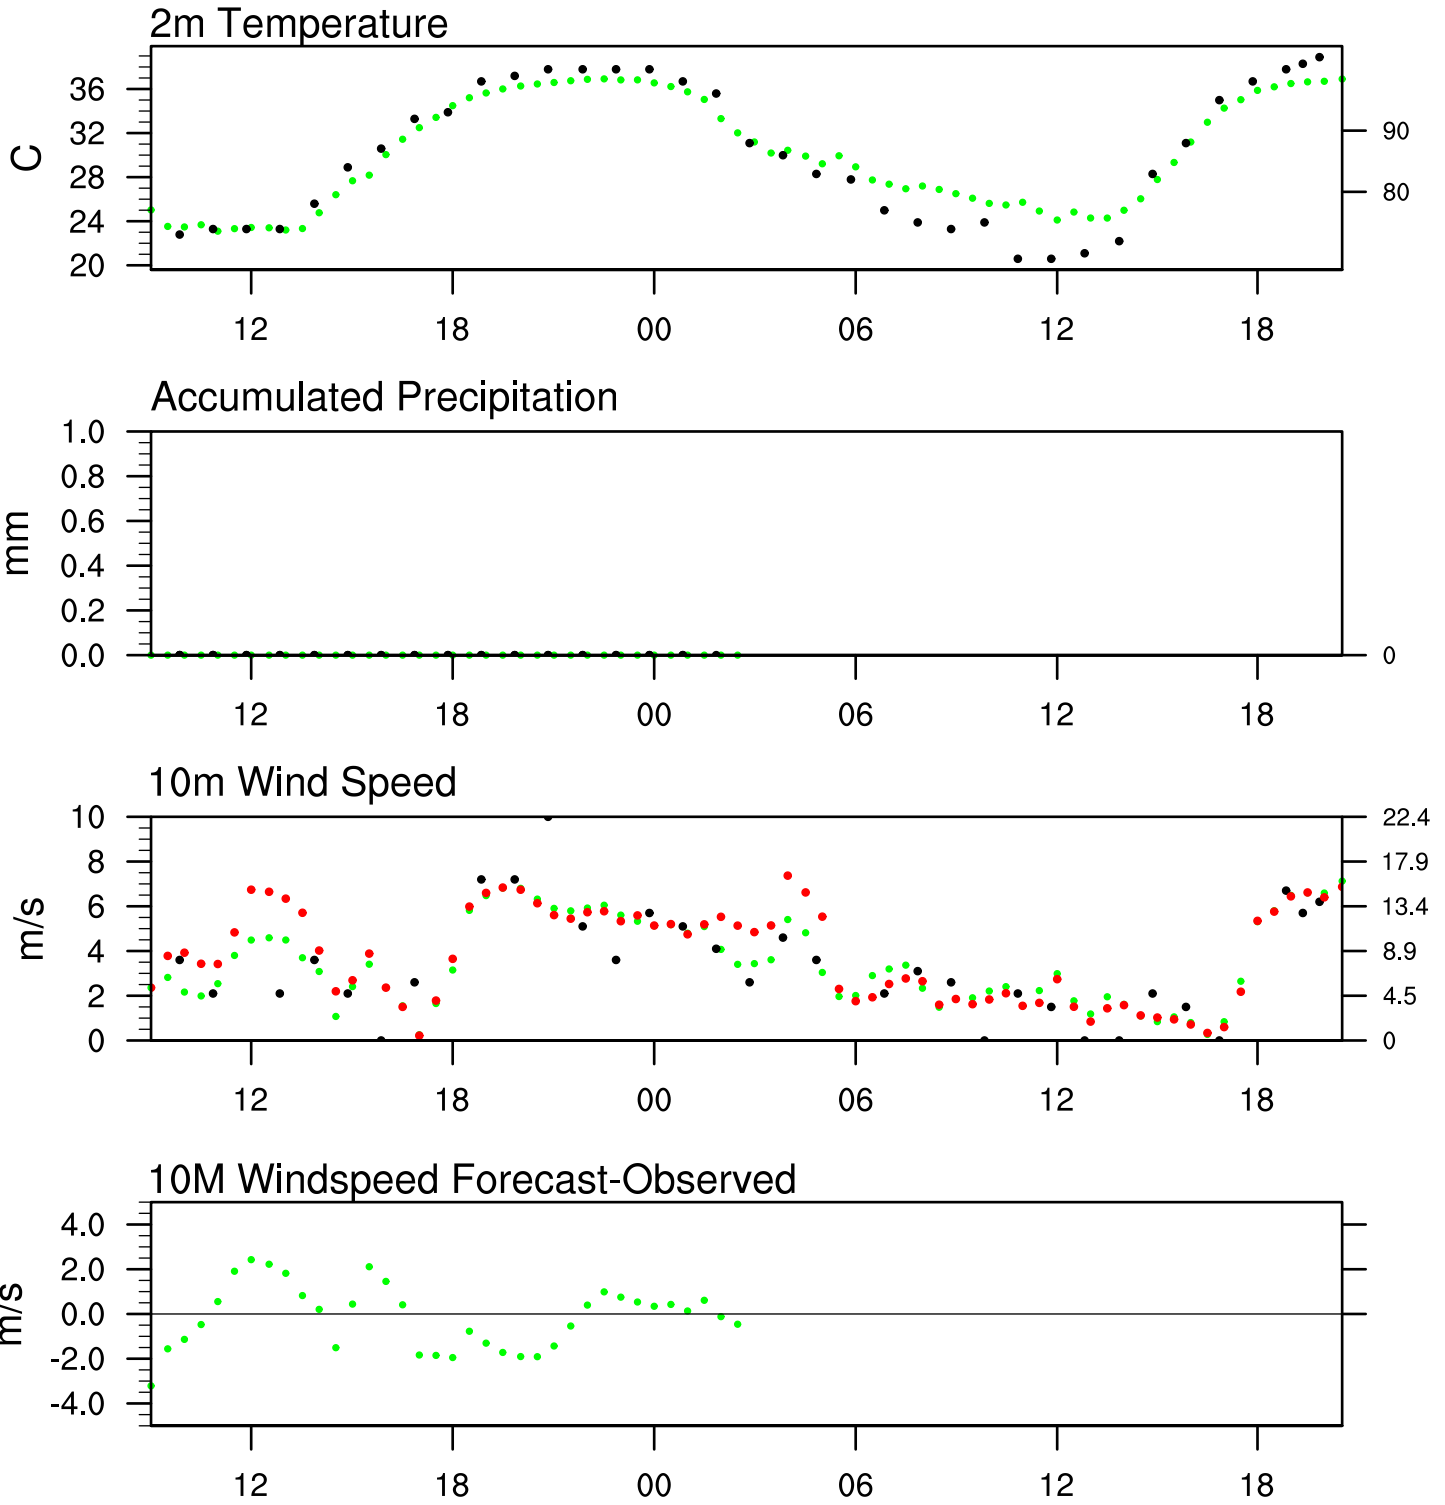 2m Temperature
C
36
32
28
24
20
90
80
12 18 00 06 12 18
Accumulated Precipitation
mm
1.0
0.8
0.6
0.4
0.2
0.0
0
12 18 00 06 12 18
10m Wind Speed
m/s
10
8
6
4
2
0
22.4
17.9
13.4
8.9
4.5
0
12 18 00 06 12 18
10M Windspeed Forecast-Observed
m/s
4.0
2.0
0.0
-2.0
-4.0
12 18 00 06 12 18